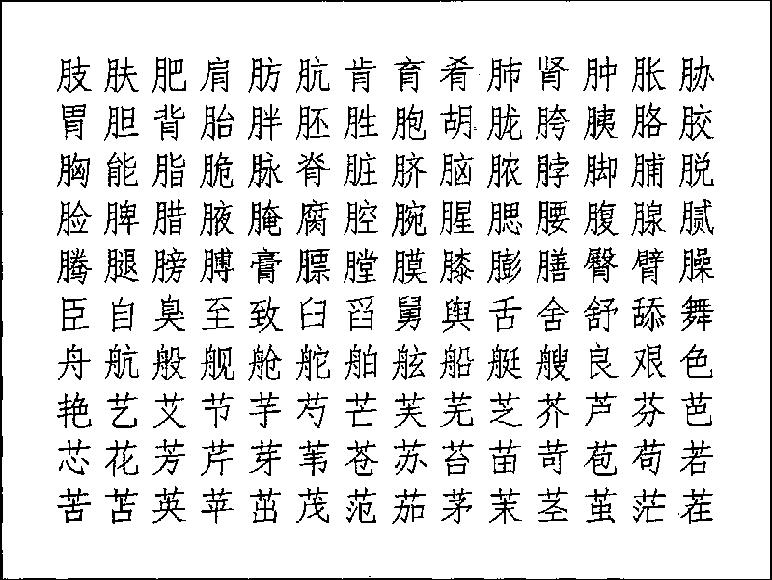 肢肤肥肩肪肮肯育肴肺肾肿胀胁
胃胆背胎胖胚胜胞胡胧胯胰胳胶
胸能脂脆脉脊脏脐脑脓脖脚脯脱
脸脾腊腋腌腐腔腕腥腮腰腹腺腻
腾腿膀膊膏膘膛膜膝膨膳臀臂臊
臣自臭至致臼舀舅舆舌舍舒舔舞
舟航般舰舱舵舶舷船艇艘良艰色
艳艺艾节芋芍芒芙芜芝芥芦芬芭
芯花芳芹芽苇苍苏苔苗苛苞苟若
苦苫英苹茁茂范茄茅茉茎茧茫茬